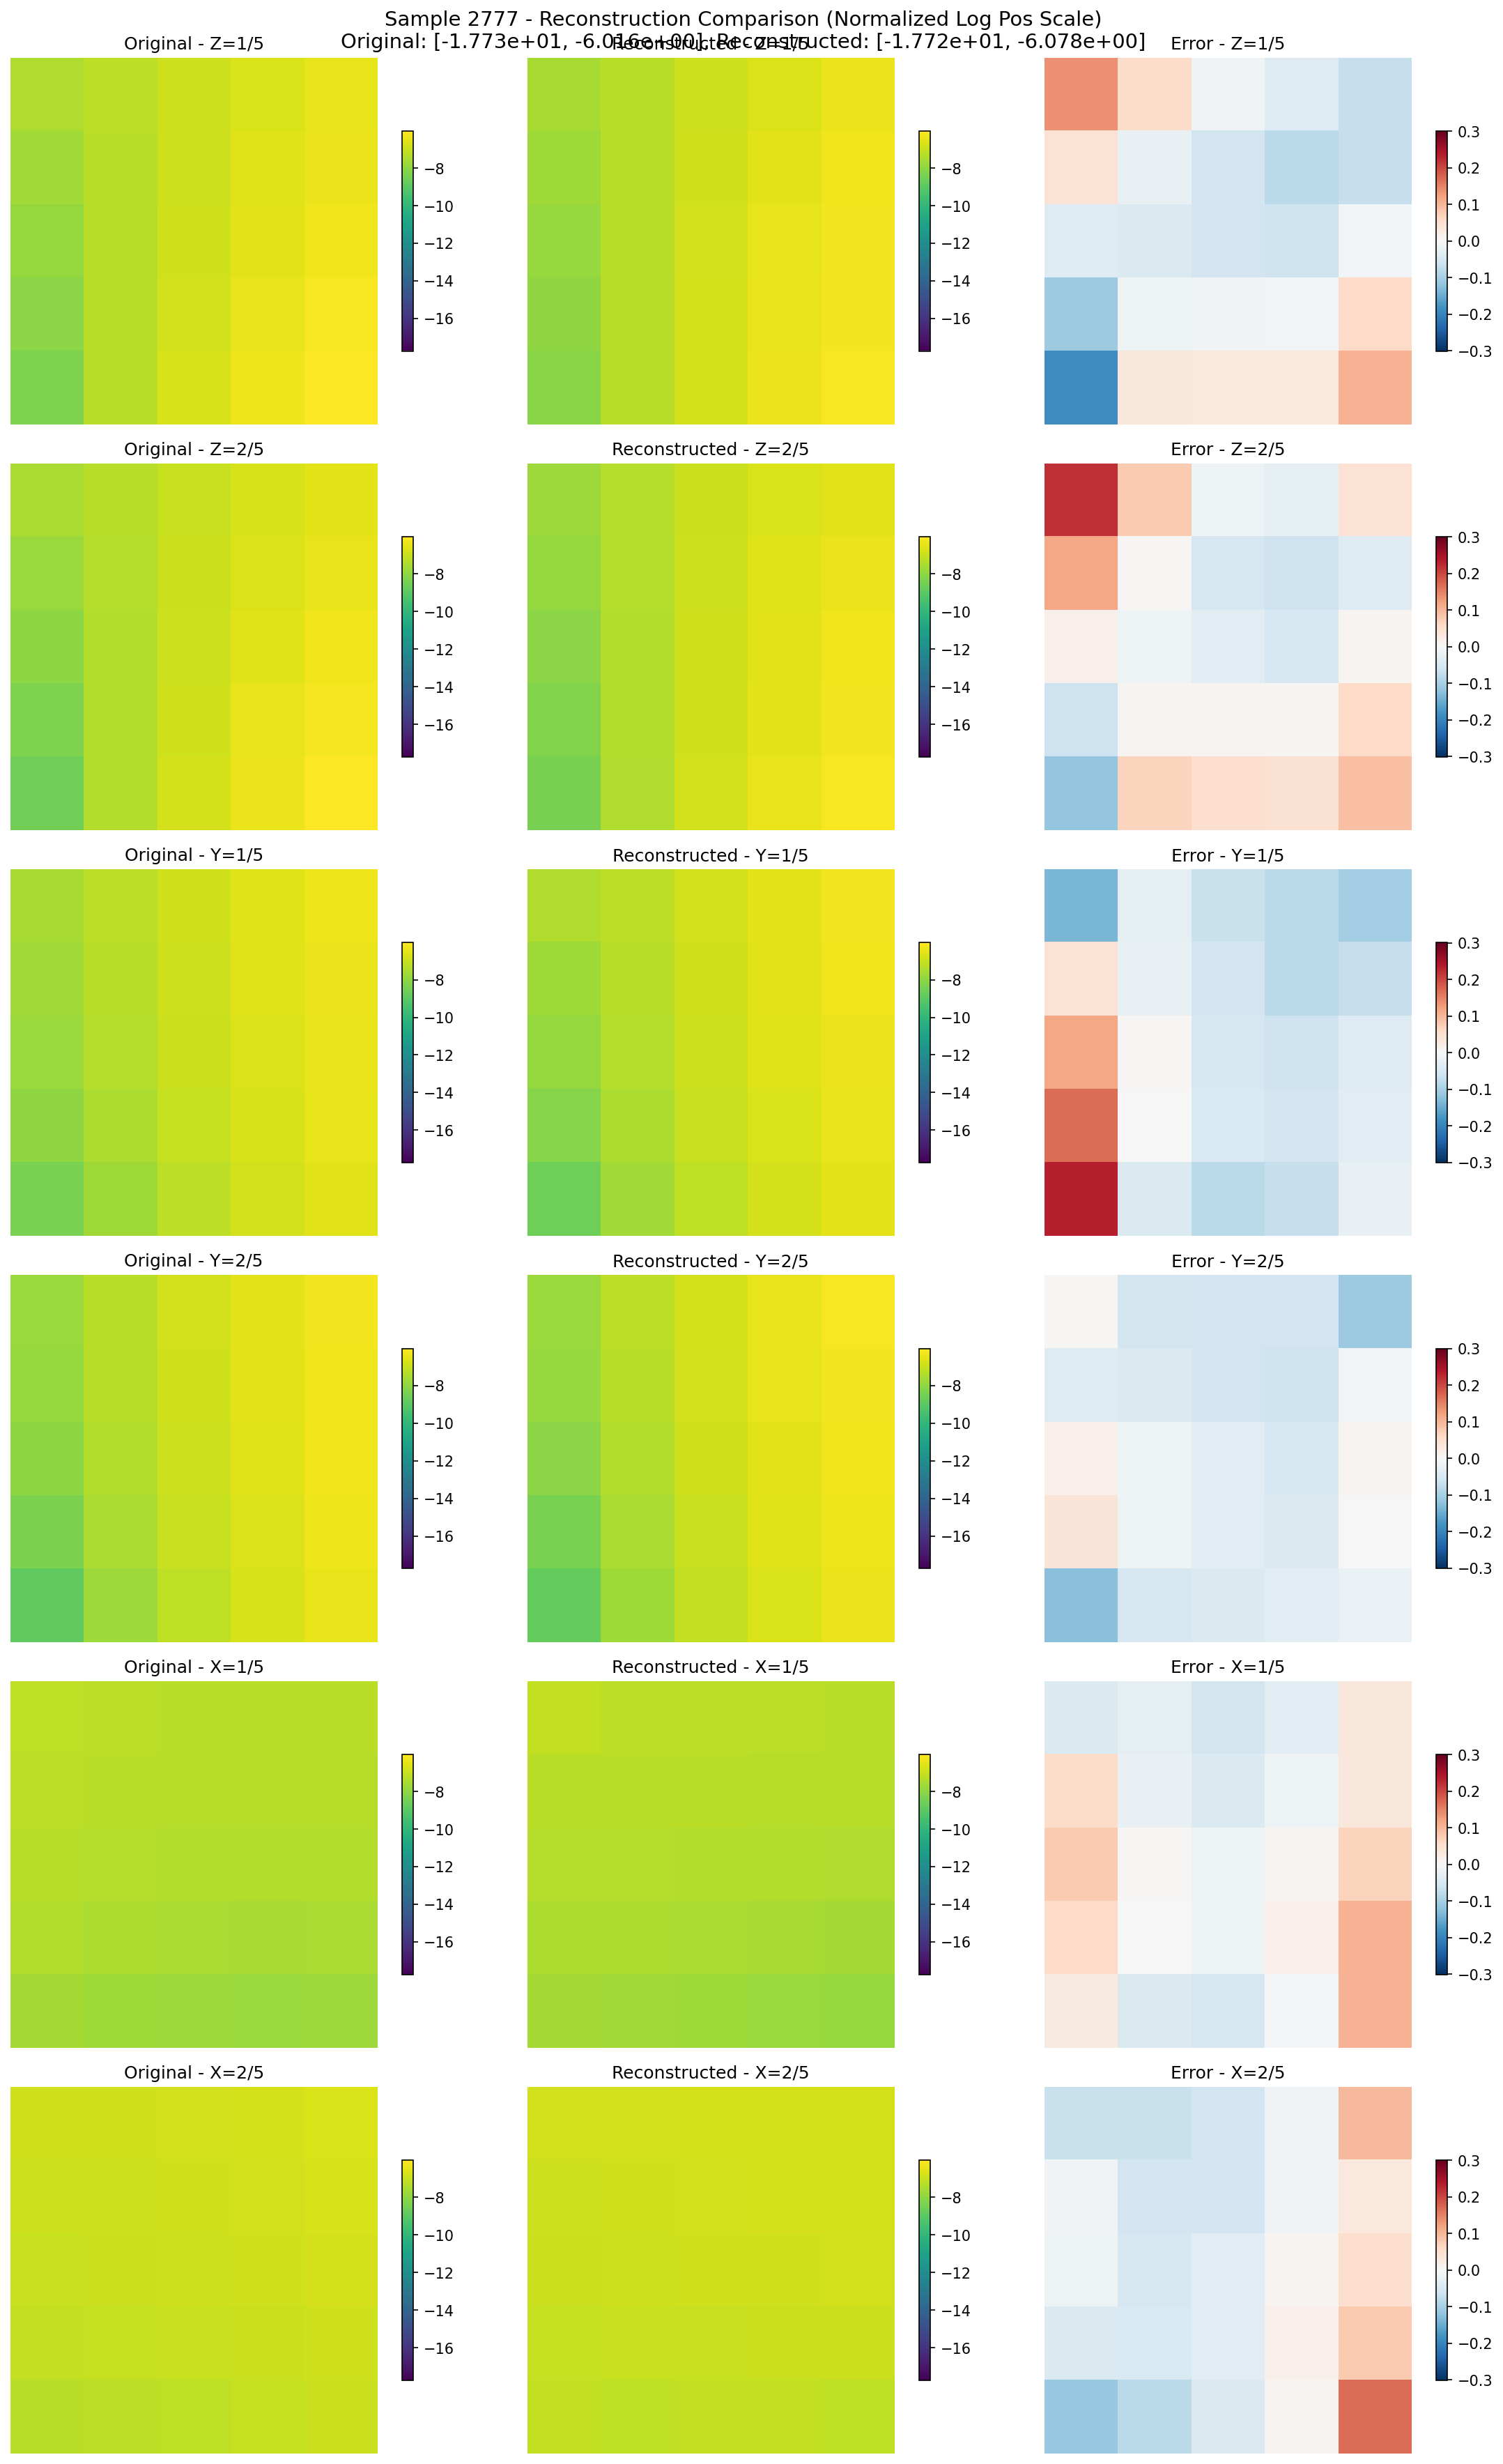 Sample 2777 - Reconstruction Comparison (Normalized Log Pos Scale)
Original: [-1.773e+01, -6.016e+00], Reconstructed: [-1.772e+01, -6.078e+00]
Original - Z=1/5 Reconstructed - Z=1/5 Error - Z=1/5
−8 −8 0.3
−10 −10 0.2
−12 −12 0.1
−14 −14 0.0
−16 −16 −0.1
−0.2
−0.3
Original - Z=2/5 Reconstructed - Z=2/5 Error - Z=2/5
−8 −8 0.3
−10 −10 0.2
−12 −12 0.1
−14 −14 0.0
−16 −16 −0.1
−0.2
−0.3
Original - Y=1/5 Reconstructed - Y=1/5 Error - Y=1/5
−8 −8 0.3
−10 −10 0.2
−12 −12 0.1
−14 −14 0.0
−16 −16 −0.1
−0.2
−0.3
Original - Y=2/5 Reconstructed - Y=2/5 Error - Y=2/5
−8 −8 0.3
−10 −10 0.2
−12 −12 0.1
−14 −14 0.0
−16 −16 −0.1
−0.2
−0.3
Original - X=1/5 Reconstructed - X=1/5 Error - X=1/5
−8 −8 0.3
−10 −10 0.2
−12 −12 0.1
−14 −14 0.0
−16 −16 −0.1
−0.2
−0.3
Original - X=2/5 Reconstructed - X=2/5 Error - X=2/5
−8 −8 0.3
−10 −10 0.2
−12 −12 0.1
−14 −14 0.0
−16 −16 −0.1
−0.2
−0.3